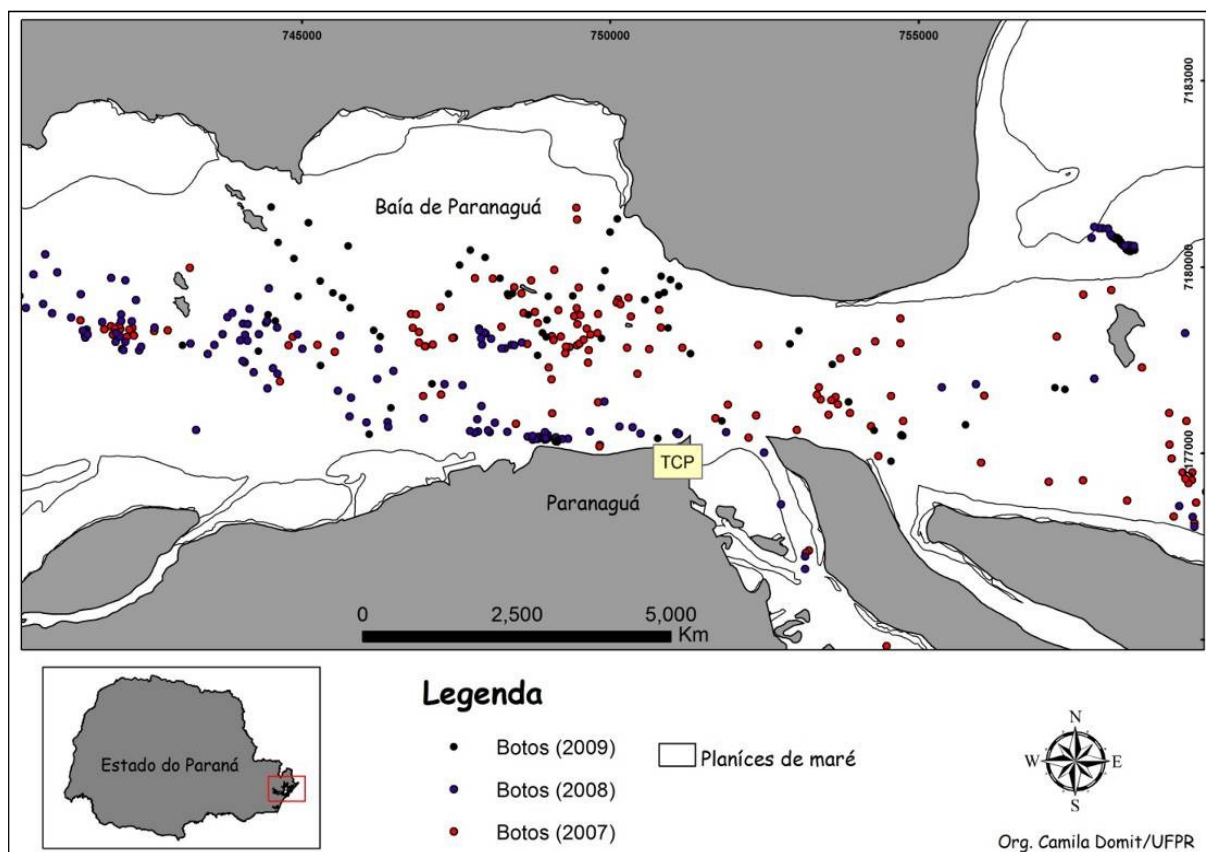 745000 750000 755000
7183000
Baía de Paranaguá
7180000
7177000
TCP
Paranaguá
0 2,500 5,000
Km
Legenda
Botos (2009)
Planíces de maré
Botos (2008)
Botos (2007)
Estado do Paraná
N
W E
S
Org. Camila Domit/UFPR